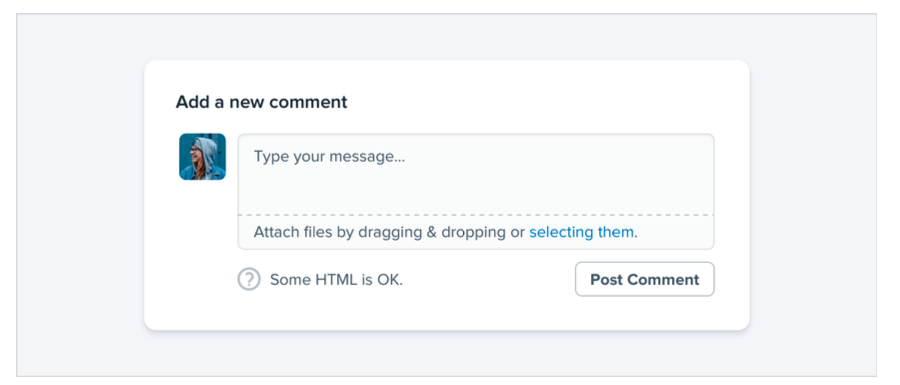 Add a new comment
Type your message...
Attach files by dragging & dropping or selecting them.
? Some HTML is OK.
Post Comment